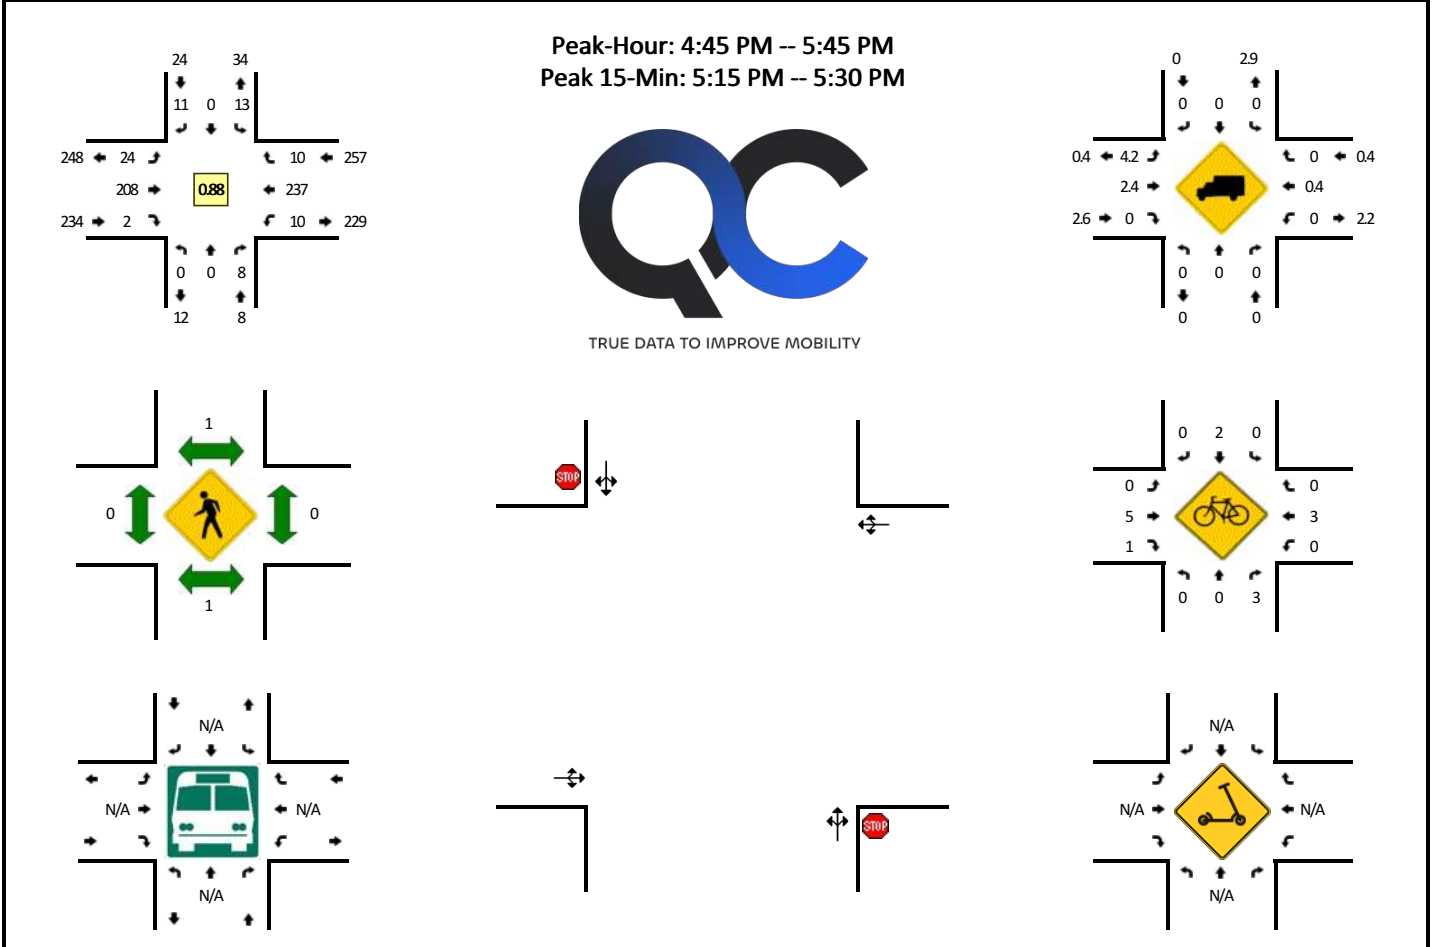 Peak-Hour: 4:45 PM -- 5:45 PM
Peak 15-Min: 5:15 PM -- 5:30 PM
24 34
11 0 13
248 24 10 257
208 0.88 237
234 2 10 229
0 0 8
12 8
TRUE DATA TO IMPROVE MOBILITY
0 2.9
0 0 0
0.4 4.2 0 0.4
2.4 0.4
2.6 0 0 2.2
0 0 0
0 0
1
0 0
1
STOP
STOP
0 2 0
0 0
5 3
1 0
0 0 3
N/A
N/A N/A
N/A
N/A
N/A N/A
N/A